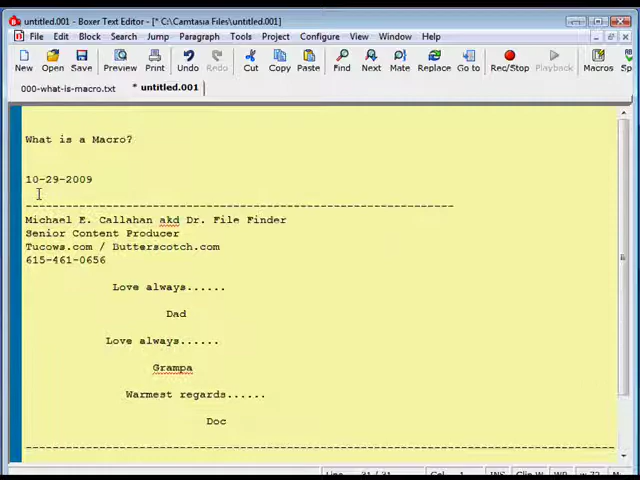 untitled.001 - Boxer Text Editor - [* C:\Camtasia Files\untitled.001]
File Edit Block Search Jump Paragraph Tools Project Configure View Window Help
New Open Save Preview Print Undo Redo Cut Copy Paste Find Next Mate Replace Go to Rec/Stop Playback Macros
000-what-is-macro.txt * untitled.001
What is a Macro?
10-29-2009
-----------------------------------------------------------------
Michael E. Callahan akd Dr. File Finder
Senior Content Producer
Tucows.com / Butterscotch.com
615-461-0656
Love always......
Dad
Love always......
Grampa
Warmest regards......
Doc
-----------------------------------------------------------------------------------------